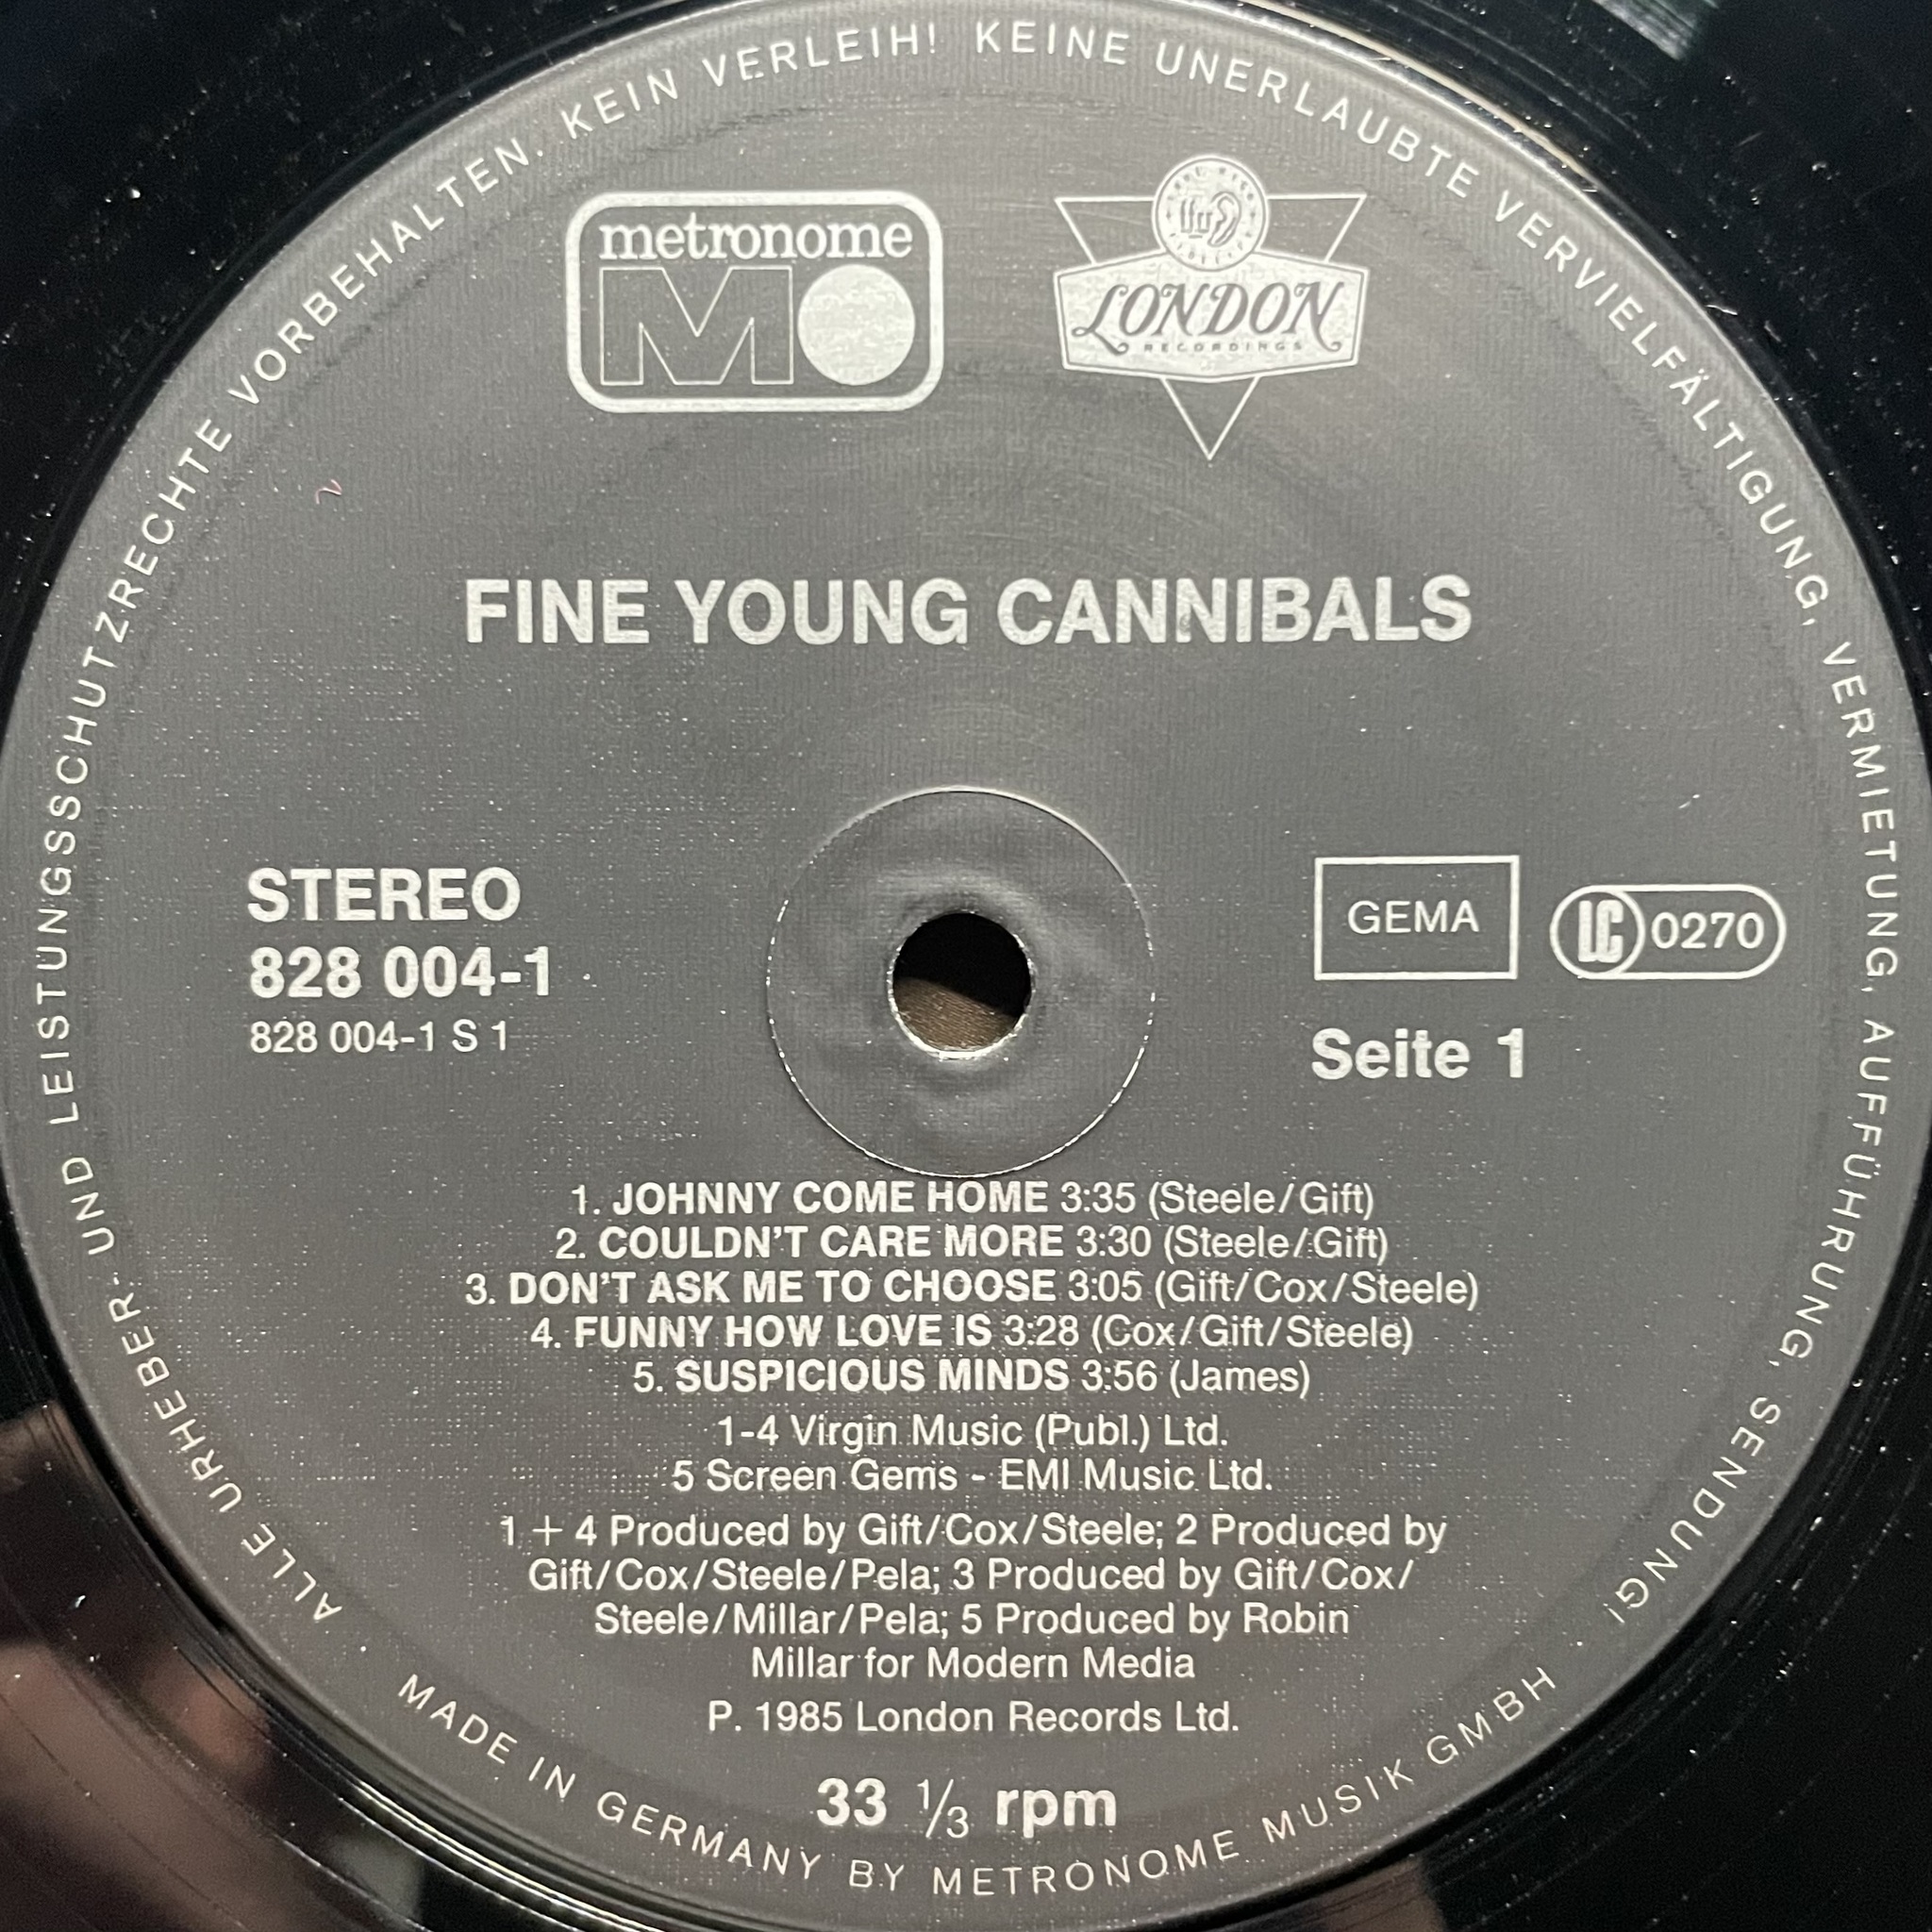 ALLE URHEBER- UND LEISTUNGSSCHUTZRECHTE VORBEHALTEN. KEIN VERLEIH! KEINE UNERLAUBTE VERVIELFÄLTIGUNG, VERMIETUNG, AUFFÜHRUNG, SENDUNG!
metronome
MO
LONDON
RECORDINGS
FINE YOUNG CANNIBALS
STEREO
828 004-1
828 004-1 S 1
GEMA
LC 0270
Seite 1
1. JOHNNY COME HOME 3:35 (Steele/Gift)
2. COULDN'T CARE MORE 3:30 (Steele/Gift)
3. DON'T ASK ME TO CHOOSE 3:05 (Gift/Cox/Steele)
4. FUNNY HOW LOVE IS 3:28 (Cox/Gift/Steele)
5. SUSPICIOUS MINDS 3:56 (James)
1-4 Virgin Music (Publ.) Ltd.
5 Screen Gems - EMI Music Ltd.
1 + 4 Produced by Gift/Cox/Steele; 2 Produced by
Gift/Cox/Steele/Pela; 3 Produced by Gift/Cox/
Steele/Millar/Pela; 5 Produced by Robin
Millar for Modern Media
P. 1985 London Records Ltd.
33 1/3 rpm
MADE IN GERMANY BY METRONOME MUSIK GMBH